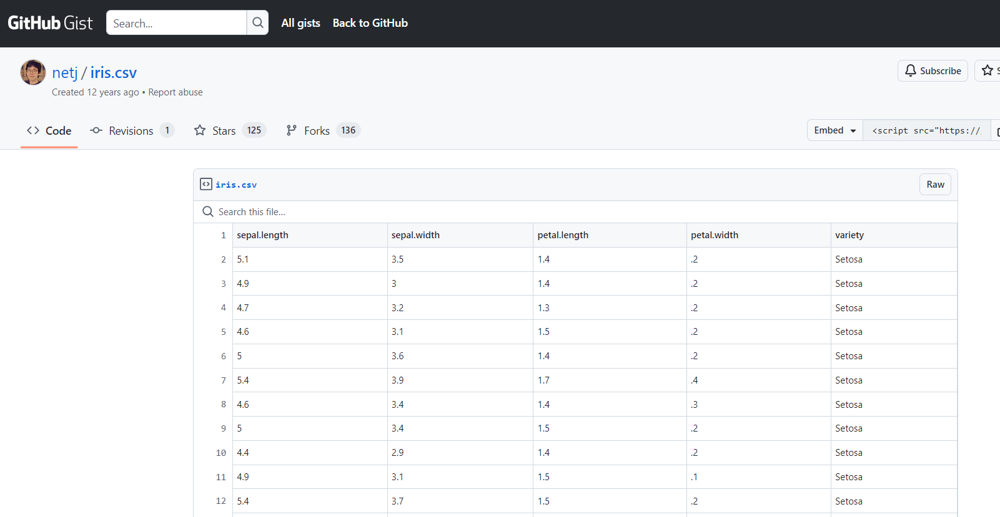 GitHub Gist Search... All gists Back to GitHub
netj / iris.csv
Created 12 years ago • Report abuse
Subscribe
Code Revisions 1 Stars 125 Forks 136
Embed <script src="https://
iris.csv Raw
Search this file...
1 sepal.length sepal.width petal.length petal.width variety
2 5.1 3.5 1.4 .2 Setosa
3 4.9 3 1.4 .2 Setosa
4 4.7 3.2 1.3 .2 Setosa
5 4.6 3.1 1.5 .2 Setosa
6 5 3.6 1.4 .2 Setosa
7 5.4 3.9 1.7 .4 Setosa
8 4.6 3.4 1.4 .3 Setosa
9 5 3.4 1.5 .2 Setosa
10 4.4 2.9 1.4 .2 Setosa
11 4.9 3.1 1.5 .1 Setosa
12 5.4 3.7 1.5 .2 Setosa